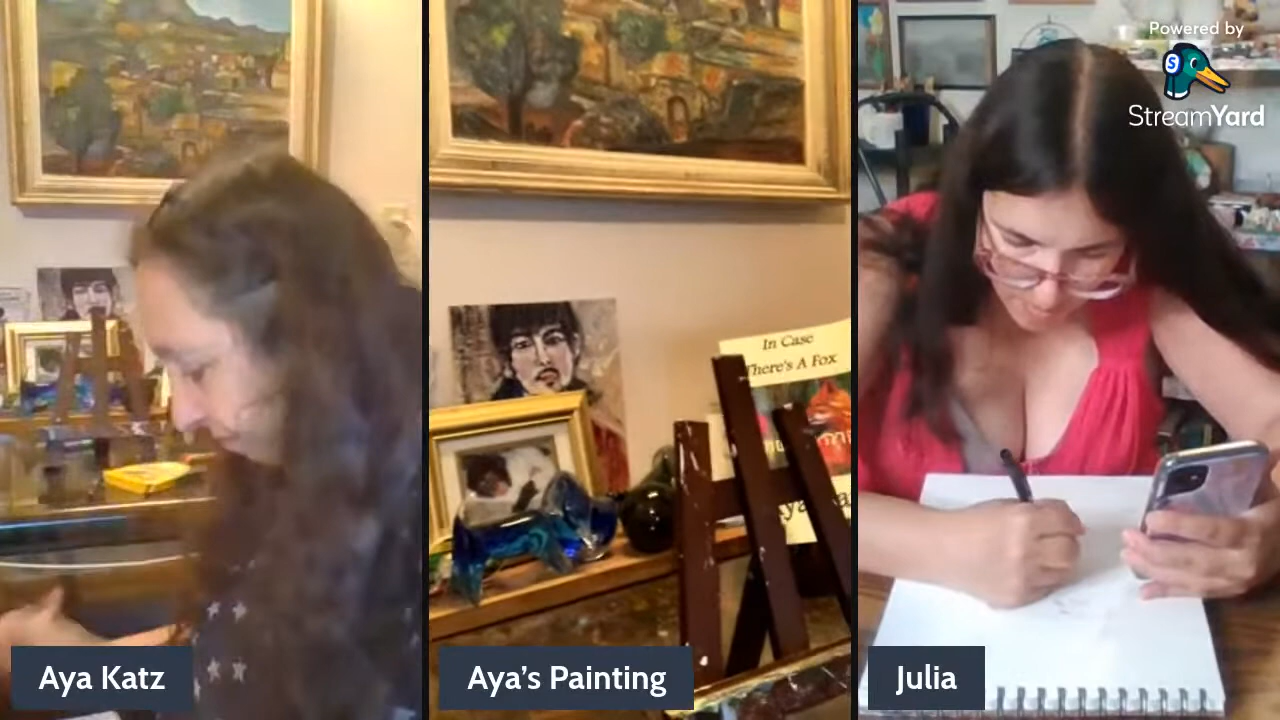 Powered by
StreamYard
In Case
There's A Fox
Aya Katz
Aya's Painting
Julia